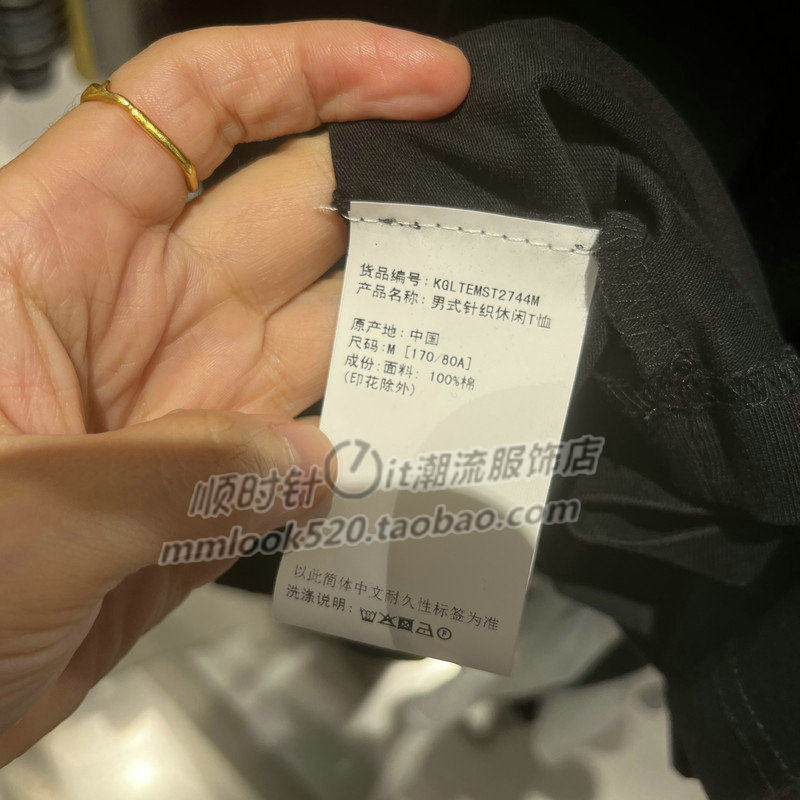 货品编号：KGLTEMST2744M
产品名称：男式针织休闲T恤
原产地：中国
尺码：M [170/80A]
成份：面料：100%棉
(印花除外)
顺时针it潮流服饰店
mmlook520.taobao.com
以此简体中文耐久性标签为准
洗涤说明：